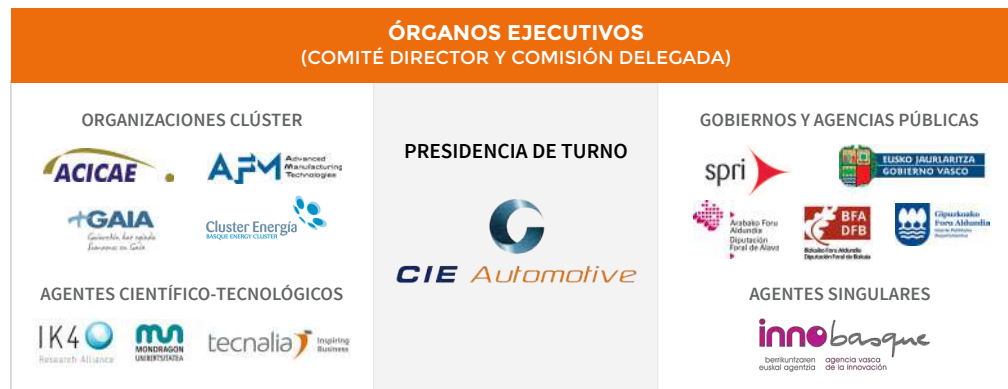 ÓRGANOS EJECUTIVOS
(COMITÉ DIRECTOR Y COMISIÓN DELEGADA)
ORGANIZACIONES CLÚSTER
ACICAE
AFM Advanced
Manufacturing
Technologies
+GAIA
Cluster Energía
BASQUE ENERGY CLUSTER
AGENTES CIENTÍFICO-TECNOLÓGICOS
IK4
Research Alliance
MONDRAGON
UNIBERTSITATEA
tecnalia Inspiring
Business
PRESIDENCIA DE TURNO
CIE Automotive
GOBIERNOS Y AGENCIAS PÚBLICAS
spri
EUSKO JAURLARITZA
GOBIERNO VASCO
Arabako Foru
Aldundia
Diputación
Foral de Álava
BFA
DFB
Bizkaiko Foru Aldundia
Diputación Foral de Bizkaia
Gipuzkoako
Foru Aldundia
AGENTES SINGULARES
innobasque
berrikuntzaren
euskal agentzia
agencia vasca
de la innovación